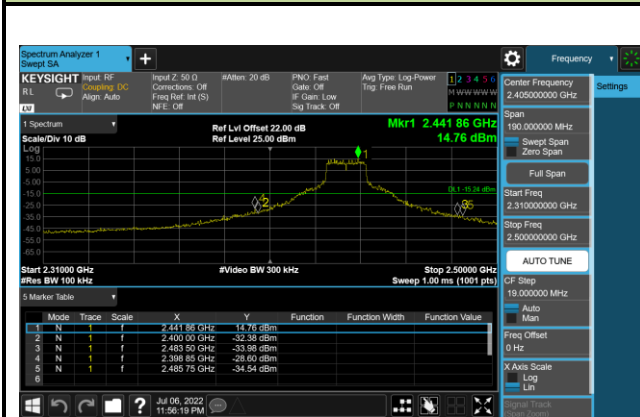 Spectrum Analyzer 1
Swept SA
+
Frequency
KEYSIGHT Input: RF
Input Z: 50 Ω
#Atten: 20 dB
PNO: Fast
Avg Type: Log-Power
1 2 3 4 5 6
R L
Coupling: DC
Corrections: Off
Gate: Off
Trig: Free Run
M W W W W W
Align: Auto
Freq Ref: Int (S)
IF Gain: Low
NFE: Off
Sig Track: Off
P N N N N N
Center Frequency
2.405000000 GHz
Settings
1 Spectrum
Ref Lvl Offset 22.00 dB
Mkr1 2.441 86 GHz
Scale/Div 10 dB
Ref Level 25.00 dBm
14.76 dBm
Log
15.0
5.00
-5.00
-15.0
-25.0
-35.0
-45.0
-55.0
-65.0
1
DL1 -15.24 dBm
Start 2.31000 GHz
#Video BW 300 kHz
Stop 2.50000 GHz
#Res BW 100 kHz
Sweep 1.00 ms (1001 pts)
Span
190.000000 MHz
Swept Span
Zero Span
Full Span
Start Freq
2.310000000 GHz
Stop Freq
2.500000000 GHz
AUTO TUNE
CF Step
19.000000 MHz
Auto
Man
Freq Offset
0 Hz
X Axis Scale
Log
Lin
Signal Track
(Span Zoom)
5 Marker Table
Mode Trace Scale X Y Function Function Width Function Value
1 N 1 f 2.441 86 GHz 14.76 dBm
2 N 1 f 2.400 00 GHz -32.38 dBm
3 N 1 f 2.483 50 GHz -33.98 dBm
4 N 1 f 2.398 85 GHz -28.60 dBm
5 N 1 f 2.485 75 GHz -34.54 dBm
6
?
Jul 06, 2022
11:56:19 PM